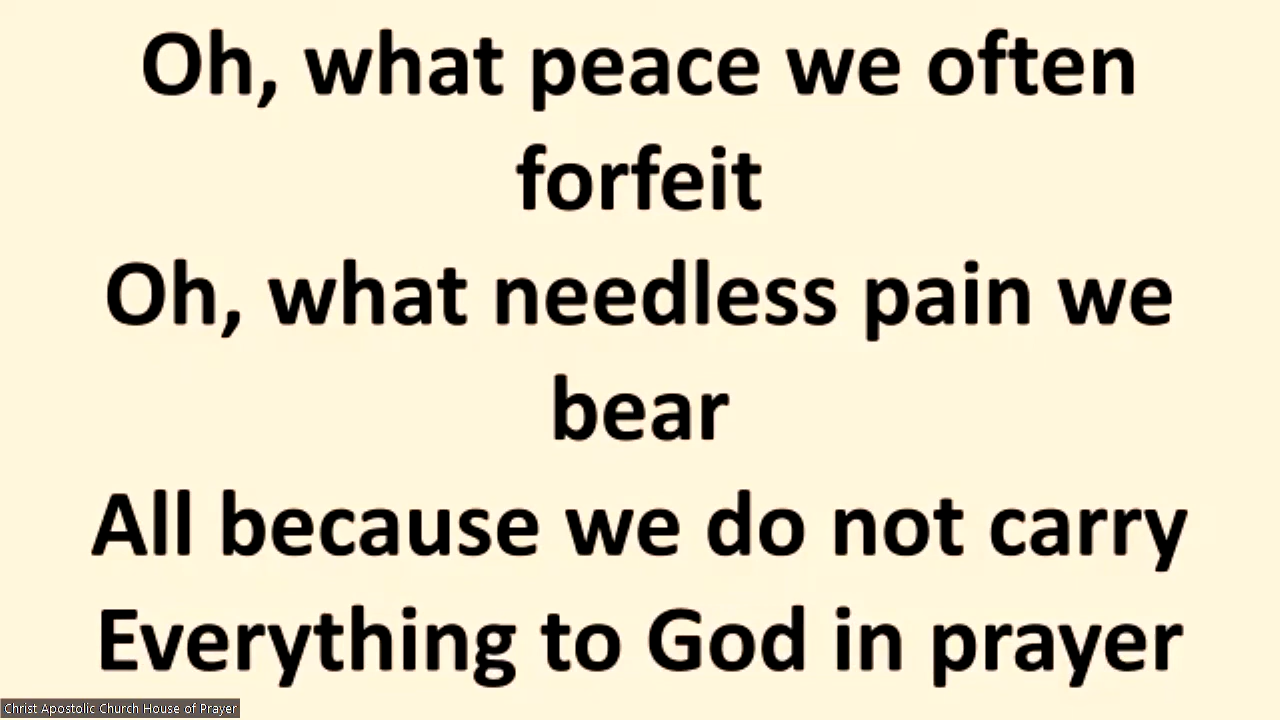 Oh, what peace we often
forfeit
Oh, what needless pain we
bear
All because we do not carry
Everything to God in prayer
Christ Apostolic Church House of Prayer